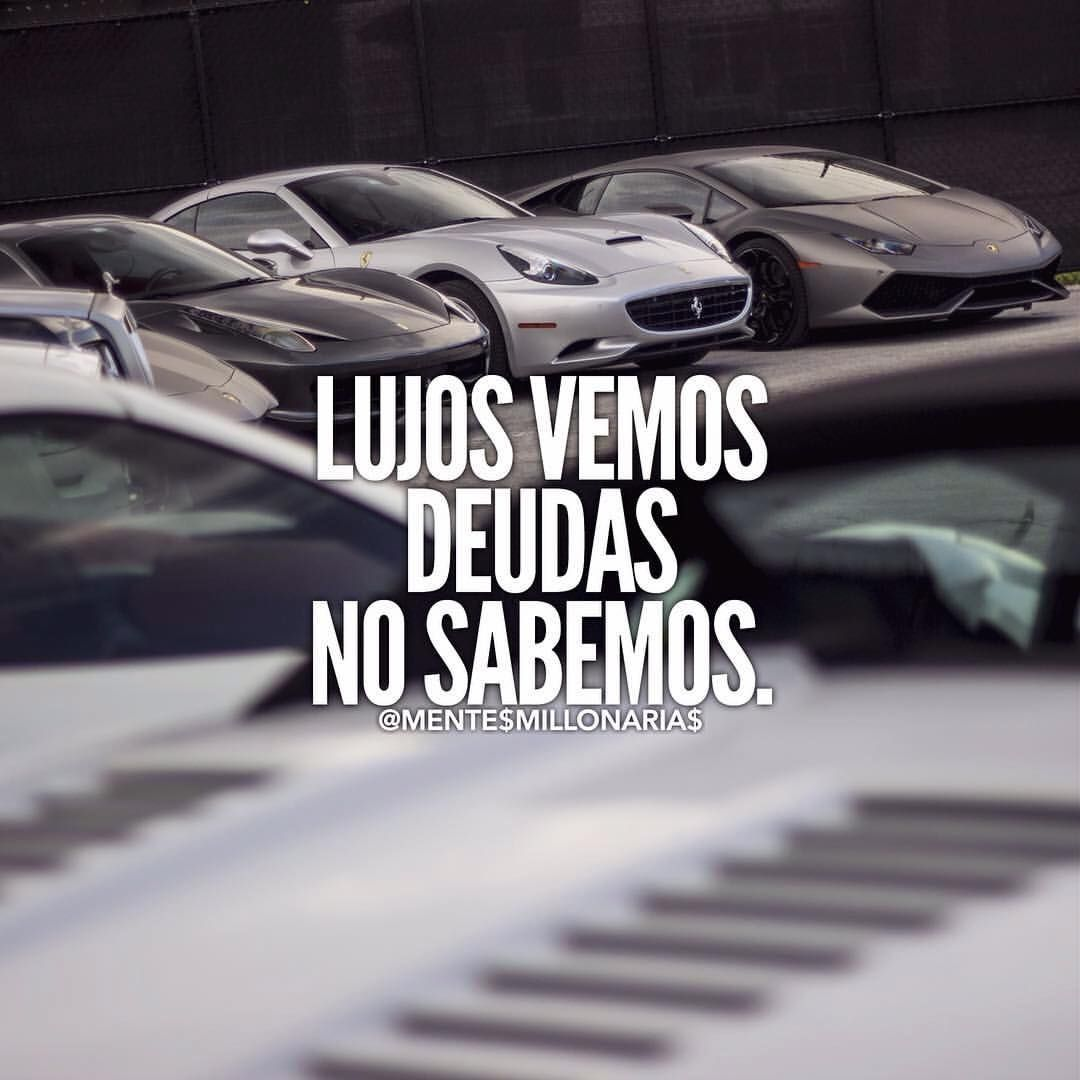 LUJOS VEMOS
DEUDAS
NO SABEMOS.
@MENTE$MILLONARIA$